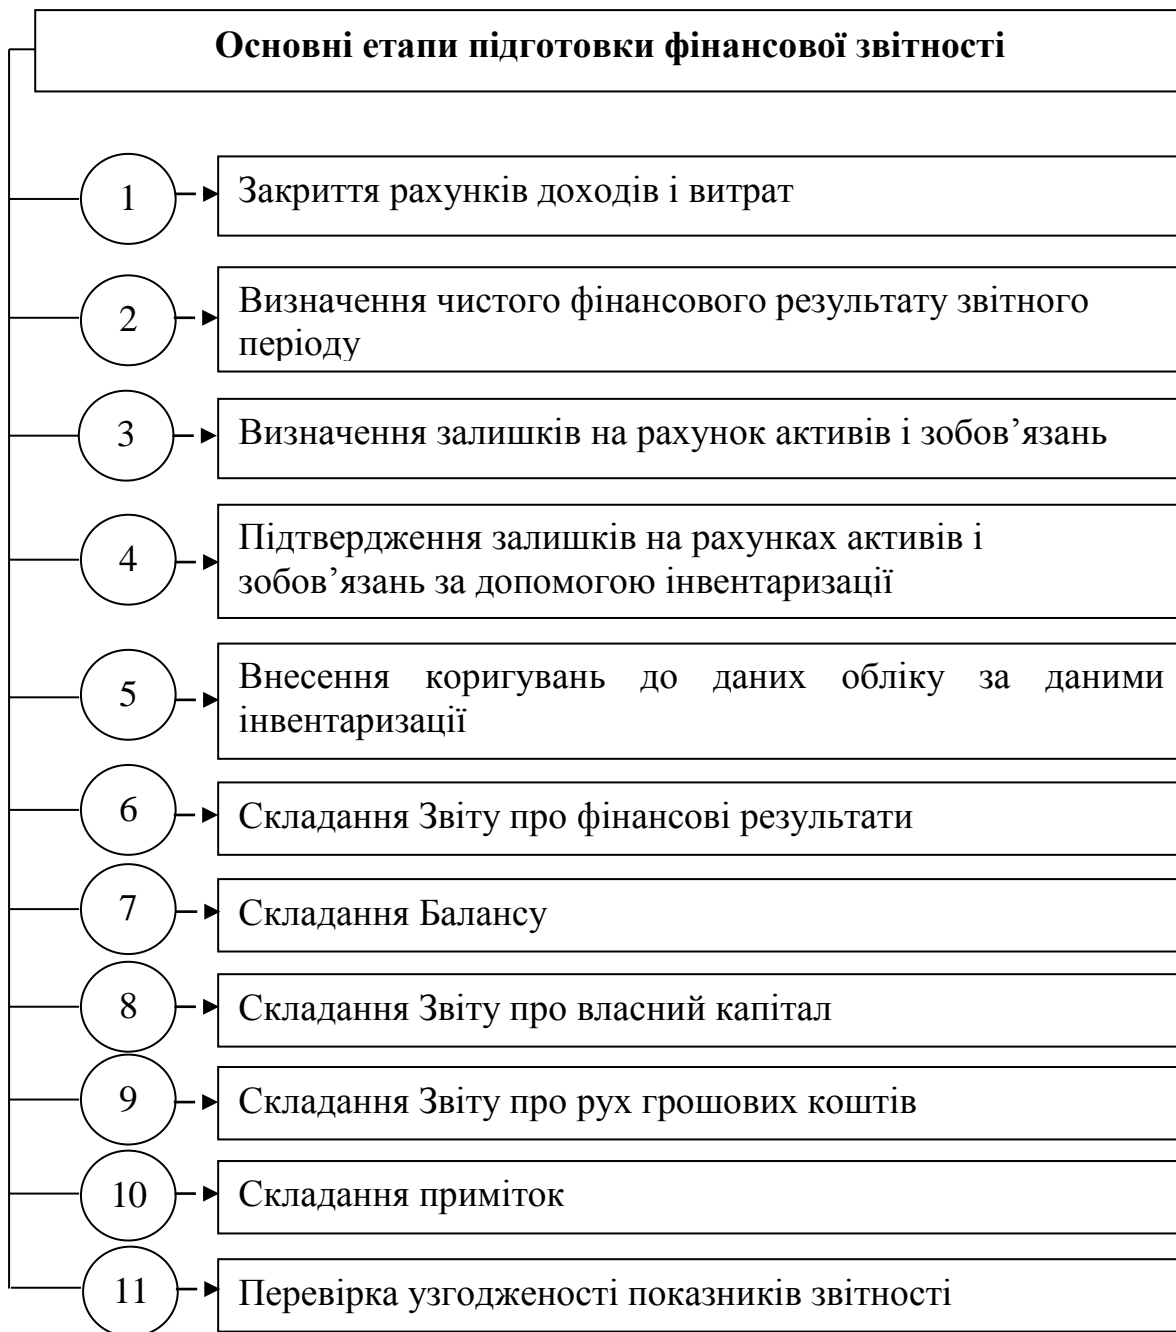 Основні етапи підготовки фінансової звітності
1
Закриття рахунків доходів і витрат
2
Визначення чистого фінансового результату звітного
періоду
3
Визначення залишків на рахунок активів і зобов’язань
4
Підтвердження залишків на рахунках активів і
зобов’язань за допомогою інвентаризації
5
Внесення коригувань до даних обліку за даними
інвентаризації
6
Складання Звіту про фінансові результати
7
Складання Балансу
8
Складання Звіту про власний капітал
9
Складання Звіту про рух грошових коштів
10
Складання приміток
11
Перевірка узгодженості показників звітності